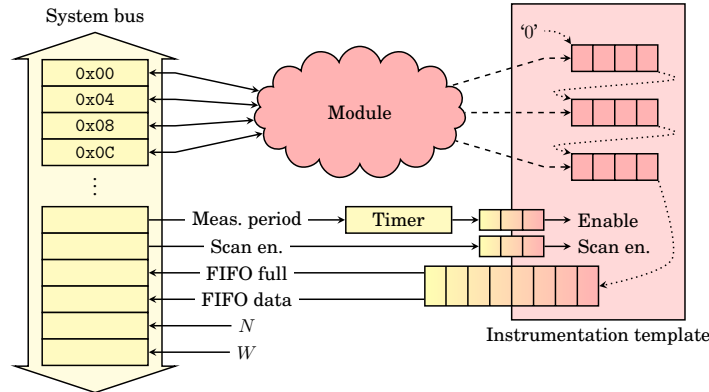 System bus
‘0’
0x00
0x04
0x08
0x0C
⋮
Module
Meas. period
Timer
Enable
Scan en.
Scan en.
FIFO full
FIFO data
N
W
Instrumentation template